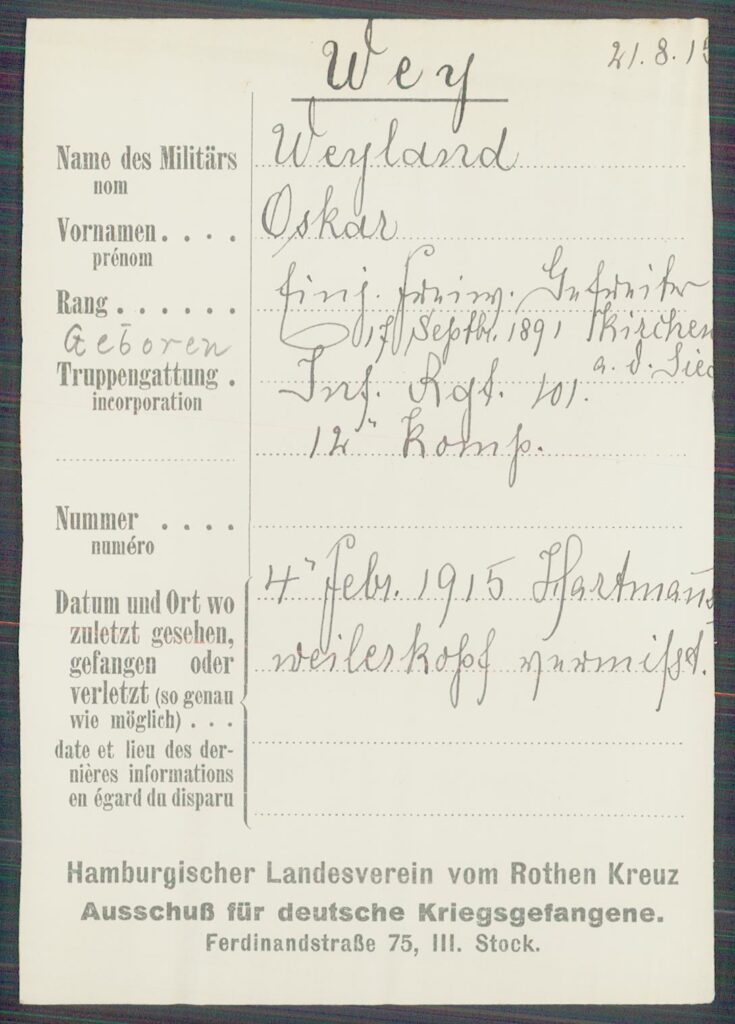 Wey
21.8.15
Name des Militärs Weyland
nom
Vornamen . . . . Oskar
prénom
Rang . . . . . . Einj. Freiw. Gefreiter
Geboren 17 Septbr. 1891 Kirchen
a. d. Sieg
Truppengattung . Inf. Rgt. 101.
incorporation
12" Komp.
Nummer . . . .
numéro
4" Febr. 1915 Hartmanns
Datum und Ort wo
zuletzt gesehen,
gefangen oder weilerkopf vermißt.
verletzt (so genau
wie möglich) . . .
date et lieu des der-
nières informations
en égard du disparu
Hamburgischer Landesverein vom Rothen Kreuz
Ausschuß für deutsche Kriegsgefangene.
Ferdinandstraße 75, III. Stock.